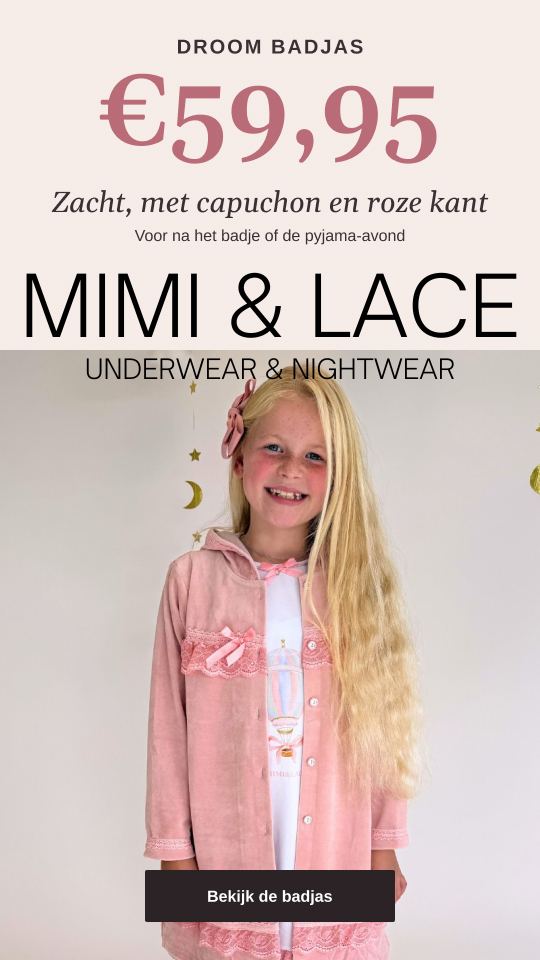 DROOM BADJAS
€59,95
Zacht, met capuchon en roze kant
Voor na het badje of de pyjama-avond
MIMI & LACE
UNDERWEAR & NIGHTWEAR
Bekijk de badjas